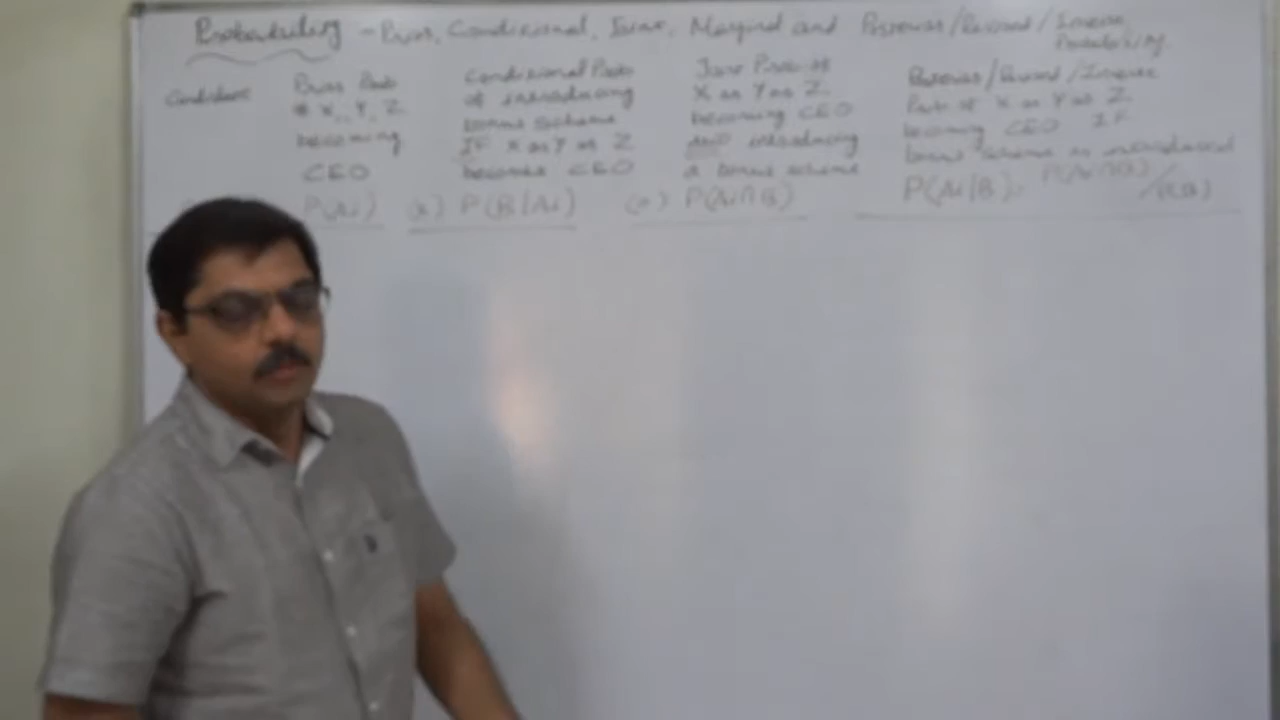 Probability - Prior, Conditional, Joint, Marginal and Posterior/Revised/Inverse
Probability.
Candidate
Prior Prob
of X, Y, Z
becoming
CEO
P(Ai)
Conditional Prob
of introducing
bonus scheme
IF X or Y or Z
becomes CEO
(x) P(B|Ai)
Joint Prob of
X or Y or Z
becoming CEO
and introducing
a bonus scheme
(=) P(Ai∩B)
Posterior/Revised/Inverse
Prob of X or Y or Z
becoming CEO IF
bonus scheme is introduced
P(Ai|B) = P(Ai∩B)/P(B)